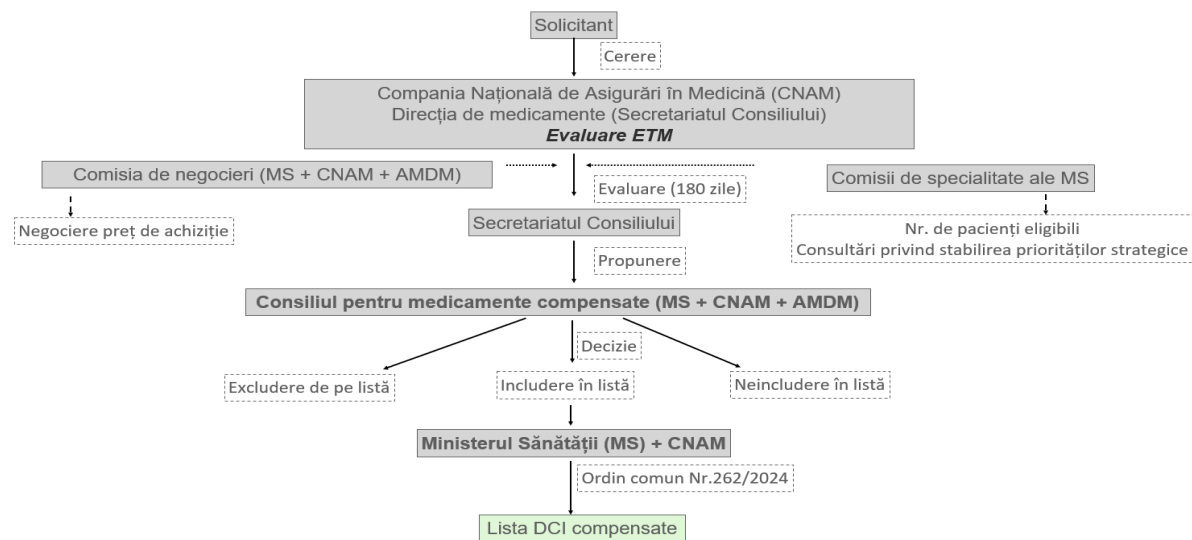 Solicitant
Cerere
Compania Națională de Asigurări în Medicină (CNAM)
Direcția de medicamente (Secretariatul Consiliului)
Evaluare ETM
Comisia de negocieri (MS + CNAM + AMDM)
Evaluare (180 zile)
Comisii de specialitate ale MS
Negociere preț de achiziție
Secretariatul Consiliului
Nr. de pacienți eligibili
Consultări privind stabilirea priorităților strategice
Propunere
Consiliul pentru medicamente compensate (MS + CNAM + AMDM)
Decizie
Excludere de pe listă
Includere în listă
Neincludere în listă
Ministerul Sănătății (MS) + CNAM
Ordin comun Nr.262/2024
Lista DCI compensate